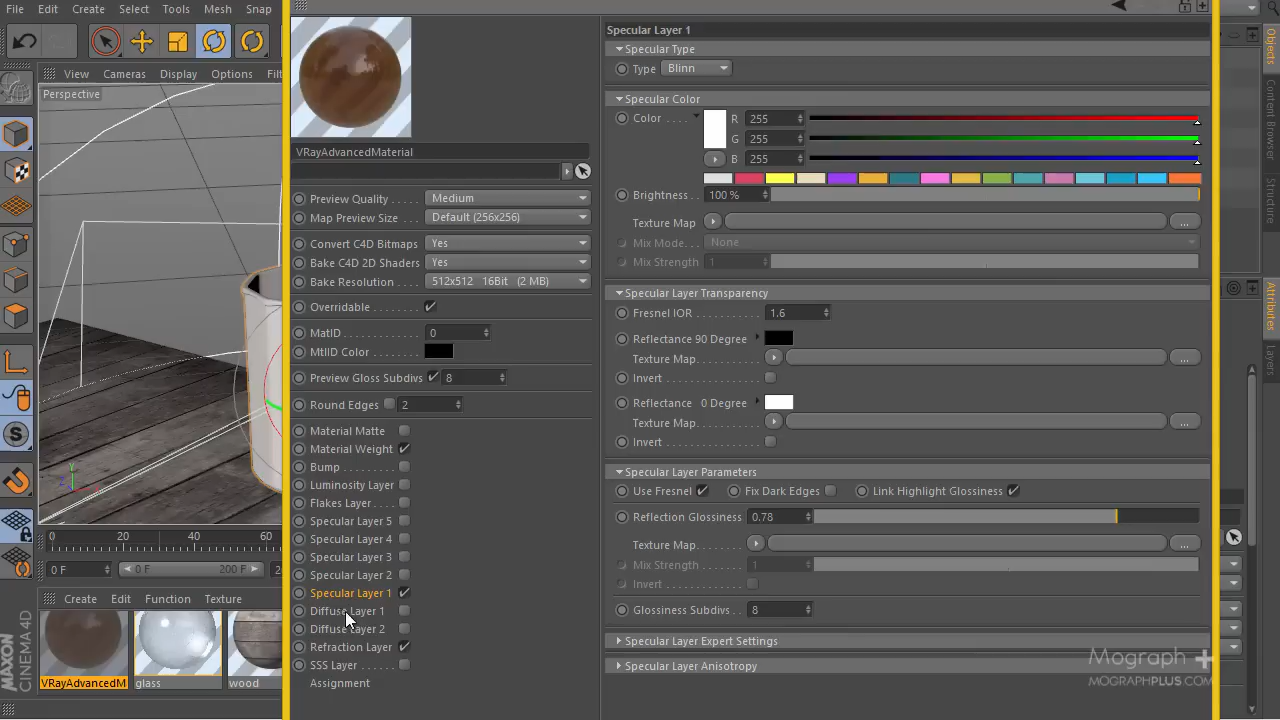 File Edit Create Select Tools Mesh Snap
View Cameras Display Options Filt
Perspective
0 20 40 60
0 F 0 F 200 F
Create Edit Function Texture
VRayAdvancedM glass wood
MAXON
CINEMA 4D
VRayAdvancedMaterial
Preview Quality Medium
Map Preview Size Default (256x256)
Convert C4D Bitmaps Yes
Bake C4D 2D Shaders Yes
Bake Resolution 512x512 16Bit (2 MB)
Overridable
MatID 0
MtlID Color
Preview Gloss Subdivs 8
Round Edges 2
Material Matte
Material Weight
Bump
Luminosity Layer
Flakes Layer
Specular Layer 5
Specular Layer 4
Specular Layer 3
Specular Layer 2
Specular Layer 1
Diffuse Layer 1
Diffuse Layer 2
Refraction Layer
SSS Layer
Assignment
Specular Layer 1
Specular Type
Type Blinn
Specular Color
Color R 255
G 255
B 255
Brightness 100 %
Texture Map ...
Mix Mode None
Mix Strength 1
Specular Layer Transparency
Fresnel IOR 1.6
Reflectance 90 Degree
Texture Map ...
Invert
Reflectance 0 Degree
Texture Map ...
Invert
Specular Layer Parameters
Use Fresnel Fix Dark Edges Link Highlight Glossiness
Reflection Glossiness 0.78
Texture Map ...
Mix Strength 1
Invert
Glossiness Subdivs 8
Specular Layer Expert Settings
Specular Layer Anisotropy
Mograph +
MOGRAPHPLUS.COM
Objects
Content Browser
Structure
Attributes
Layers